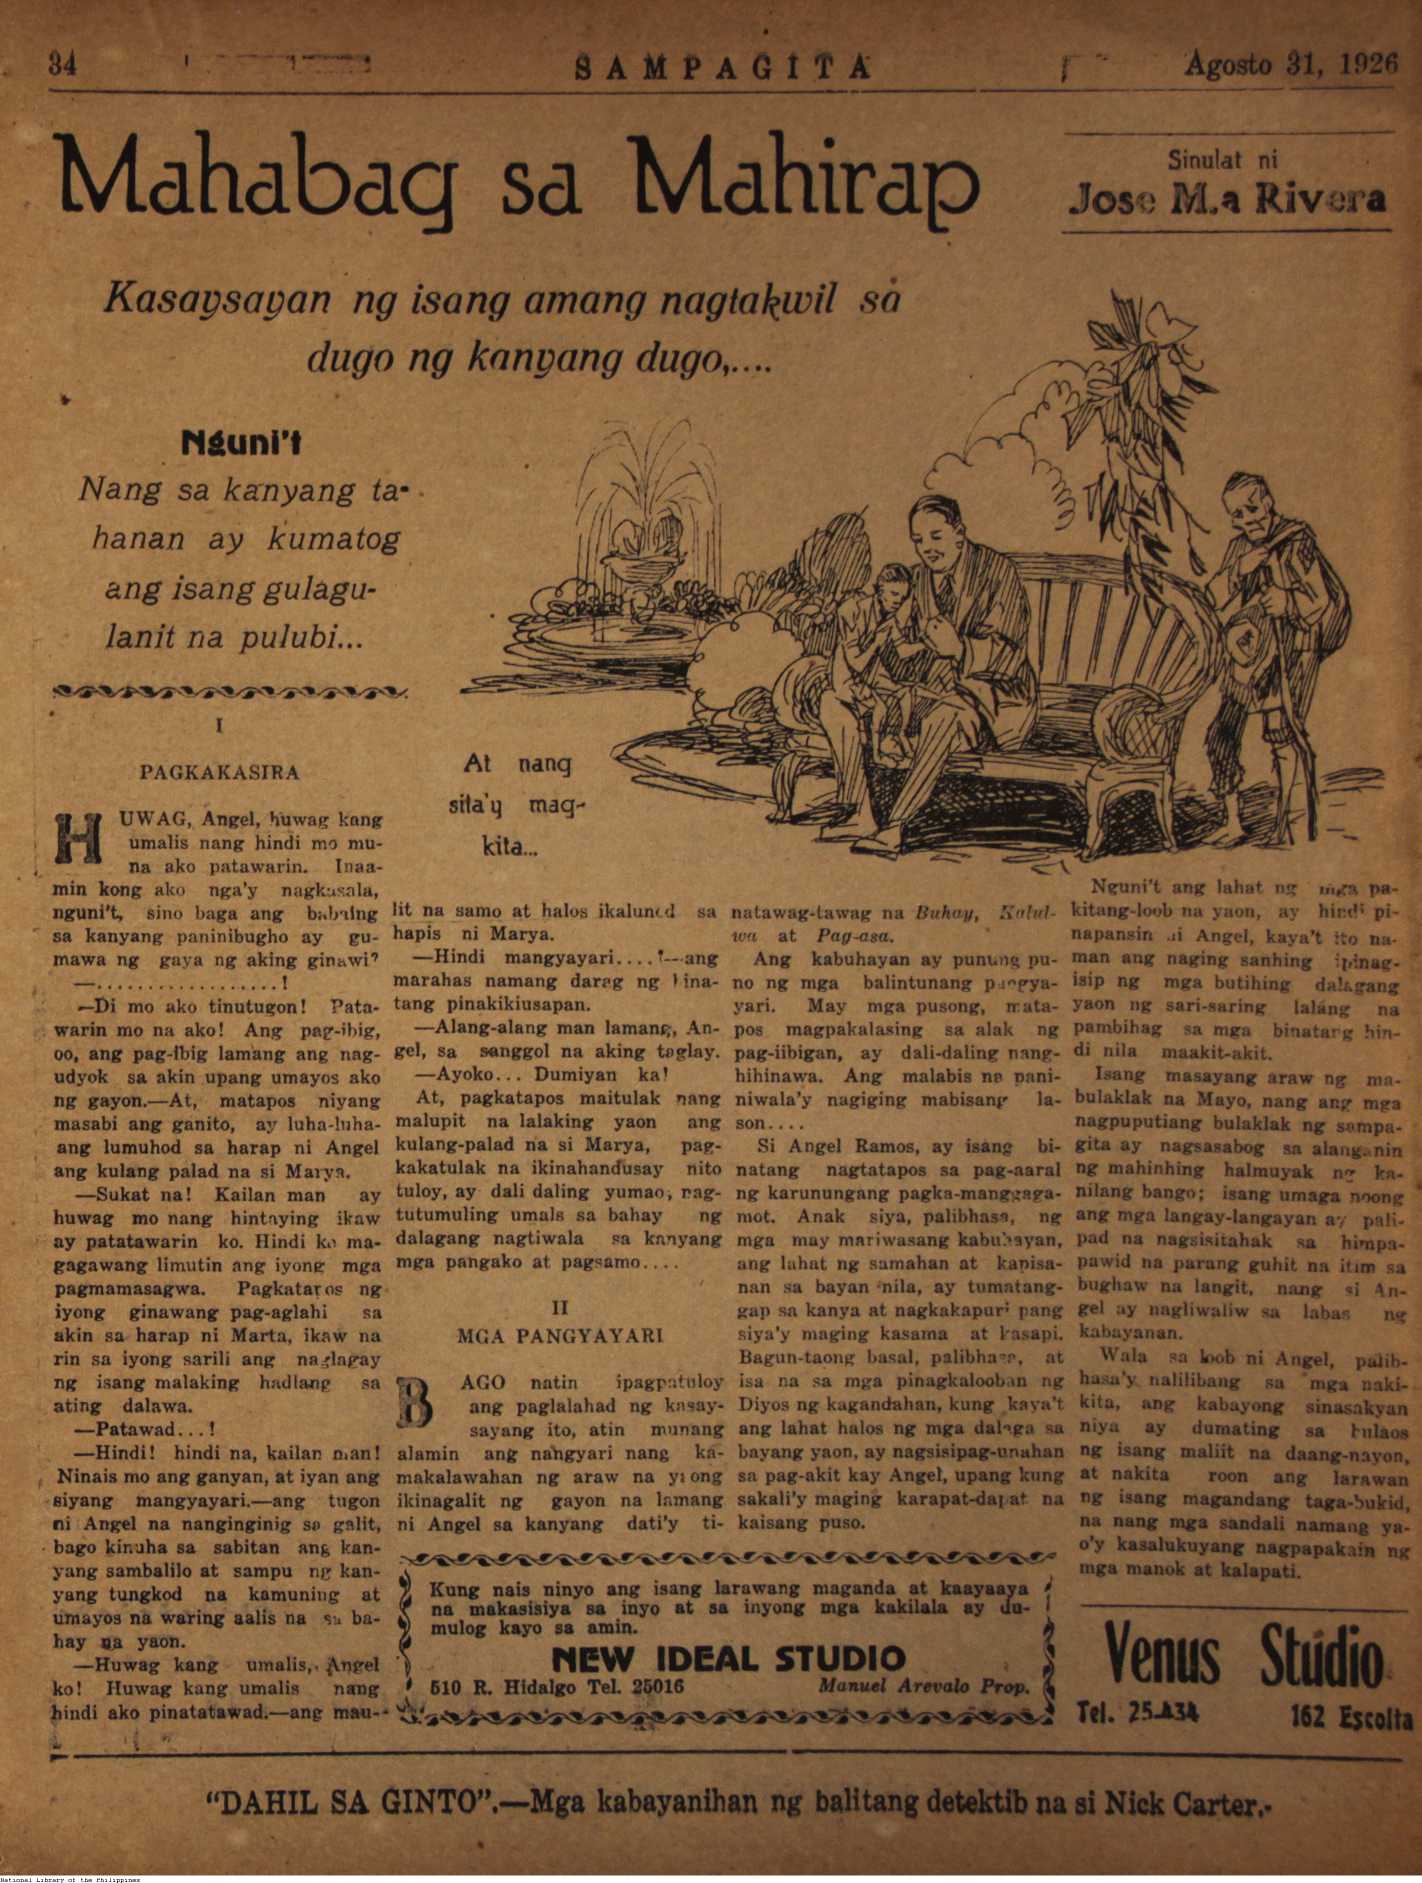 34
SAMPAGITA
Agosto 31, 1926
Mahabag sa Mahirap
Sinulat ni
Jose M.a Rivera
Kasaysayan ng isang amang nagtakwil sa
dugo ng kanyang dugo,....
Nguni't
Nang sa kanyang ta-
hanan ay kumatog
ang isang gulagu-
lanit na pulubi...
I
PAGKAKASIRA
HUWAG, Angel, huwag kang
umalis nang hindi mo mu-
na ako patawarin. Inaa-
min kong ako nga'y nagkasala,
nguni't, sino baga ang babaing
sa kanyang paninibugho ay gu-
mawa ng gaya ng aking ginawi?
—.................!
—Di mo ako tinutugon! Pata-
warin mo na ako! Ang pag-ibig,
oo, ang pag-ibig lamang ang nag-
udyok sa akin upang umayos ako
ng gayon.—At, matapos niyang
masabi ang ganito, ay luha-luha-
ang lumuhod sa harap ni Angel
ang kulang palad na si Marya.
—Sukat na! Kailan man ay
huwag mo nang hintaying ikaw
ay patatawarin ko. Hindi ko ma-
gagawang limutin ang iyong mga
pagmamasagwa. Pagkatapos ng
iyong ginawang pag-aglahi sa
akin sa harap ni Marta, ikaw na
rin sa iyong sarili ang naglagay
ng isang malaking hadlang sa
ating dalawa.
—Patawad...!
—Hindi! hindi na, kailan man!
Ninais mo ang ganyan, at iyan ang
siyang mangyayari.—ang tugon
ni Angel na nanginginig sa galit,
bago kinuha sa sabitan ang kan-
yang sambalilo at sampu ng kan-
yang tungkod na kamuning at
umayos na waring aalis na sa ba-
hay na yaon.
—Huwag kang umalis, Angel
ko! Huwag kang umalis nang
hindi ako pinatatawad.—ang mau-
At nang
sila'y mag-
kita...
lit na samo at halos ikalunod sa
hapis ni Marya.
—Hindi mangyayari....!—ang
marahas namang darag ng bina-
tang pinakikiusapan.
—Alang-alang man lamang, An-
gel, sa sanggol na aking taglay.
—Ayoko... Dumiyan ka!
At, pagkatapos maitulak nang
malupit na lalaking yaon ang
kulang-palad na si Marya, pag-
kakatulak na ikinahandusay nito
tuloy, ay dali daling yumao, nag-
tutumuling umals sa bahay ng
dalagang nagtiwala sa kanyang
mga pangako at pagsamo....
II
MGA PANGYAYARI
BAGO natin ipagpatuloy
ang paglalahad ng kasay-
sayang ito, atin munang
alamin ang nangyari nang ka-
makalawahan ng araw na yaong
ikinagalit ng gayon na lamang
ni Angel sa kanyang dati'y ti-
natawag-tawag na Buhay, Kalul-
wa at Pag-asa.
Ang kabuhayan ay punung pu-
no ng mga balintunang pangya-
yari. May mga pusong, mata-
pos magpakalasing sa alak ng
pag-iibigan, ay dali-daling nang-
hihinawa. Ang malabis na pani-
niwala'y nagiging mabisang la-
son....
Si Angel Ramos, ay isang bi-
natang nagtatapos sa pag-aaral
ng karunungang pagka-manggaga-
mot. Anak siya, palibhasa, ng
mga may mariwasang kabuhayan,
ang lahat ng samahan at kapisa-
nan sa bayan nila, ay tumatang-
gap sa kanya at nagkakapuri pang
siya'y maging kasama at kasapi.
Bagun-taong basal, palibhasa, at
isa na sa mga pinagkalooban ng
Diyos ng kagandahan, kung kaya't
ang lahat halos ng mga dalaga sa
bayang yaon, ay nagsisipag-unahan
sa pag-akit kay Angel, upang kung
sakali'y maging karapat-dapat na
kaisang puso.
Nguni't ang lahat ng mga pa-
kitang-loob na yaon, ay hindi pi-
napansin ni Angel, kaya't ito na-
man ang naging sanhing ipinag-
isip ng mga butihing dalagang
yaon ng sari-saring lalang na
pambihag sa mga binatang hin-
di nila maakit-akit.
Isang masayang araw ng ma-
bulaklak na Mayo, nang ang mga
nagpuputiang bulaklak ng sampa-
gita ay nagsasabog sa alanganin
ng mahinhing halmuyak ng ka-
nilang bango; isang umaga noong
ang mga langay-langayan ay pali-
pad na nagsisitahak sa himpa-
pawid na parang guhit na itim sa
bughaw na langit, nang si An-
gel ay nagliwaliw sa labas ng
kabayanan.
Wala sa loob ni Angel, palib-
hasa'y nalilibang sa mga naki-
kita, ang kabayong sinasakyan
niya ay dumating sa bulaos
ng isang maliit na daang-nayon,
at nakita roon ang larawan
ng isang magandang taga-bukid,
na nang mga sandali namang ya-
o'y kasalukuyang nagpapakain ng
mga manok at kalapati.
Kung nais ninyo ang isang larawang maganda at kaayaaya
na makasisiya sa inyo at sa inyong mga kakilala ay du-
mulog kayo sa amin.
NEW IDEAL STUDIO
510 R. Hidalgo Tel. 25016 Manuel Arevalo Prop.
Venus Studio
Tel. 25-434 162 Escolta
"DAHIL SA GINTO".—Mga kabayanihan ng balitang detektib na si Nick Carter.-
National Library of the Philippines